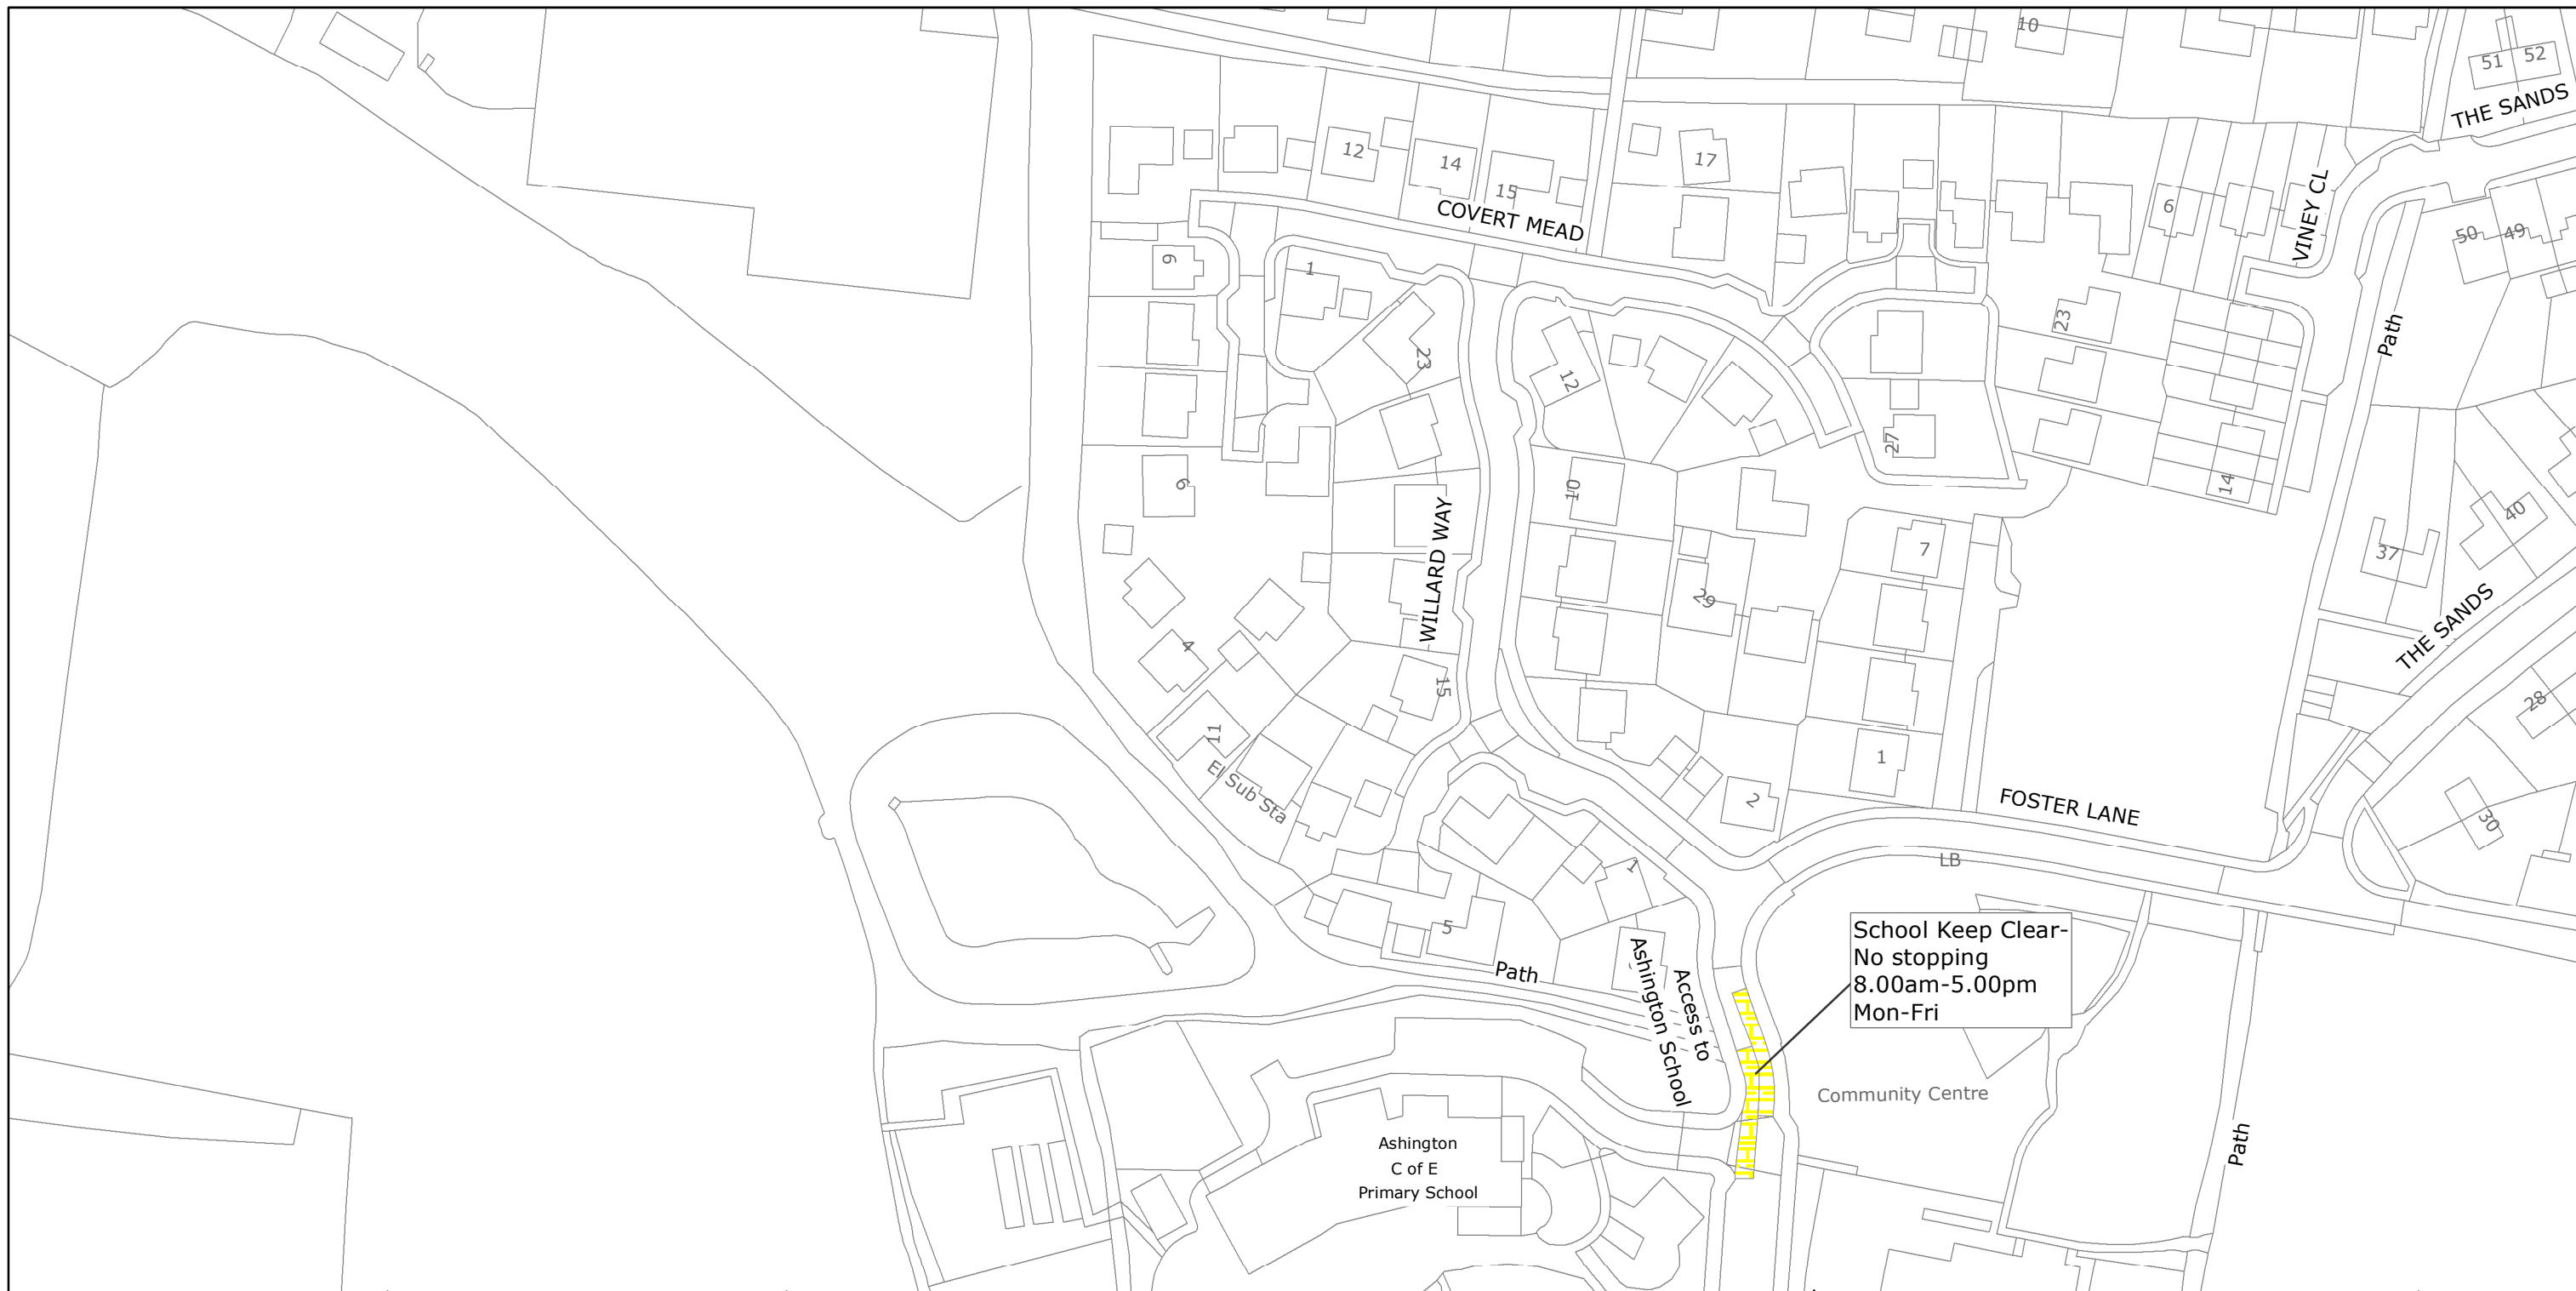 10
51
52
THE SANDS
12
14
15
17
COVERT MEAD
6
VINEY CL
50
49
9
1
23
12
23
Path
27
6
10
14
40
WILLARD WAY
7
37
29
THE SANDS
4
15
28
11
El Sub Sta
1
2
FOSTER LANE
30
LB
1
5
School Keep Clear-
No stopping
8.00am-5.00pm
Mon-Fri
Path
Access to
Ashington School
Community Centre
Ashington
C of E
Primary School
Path